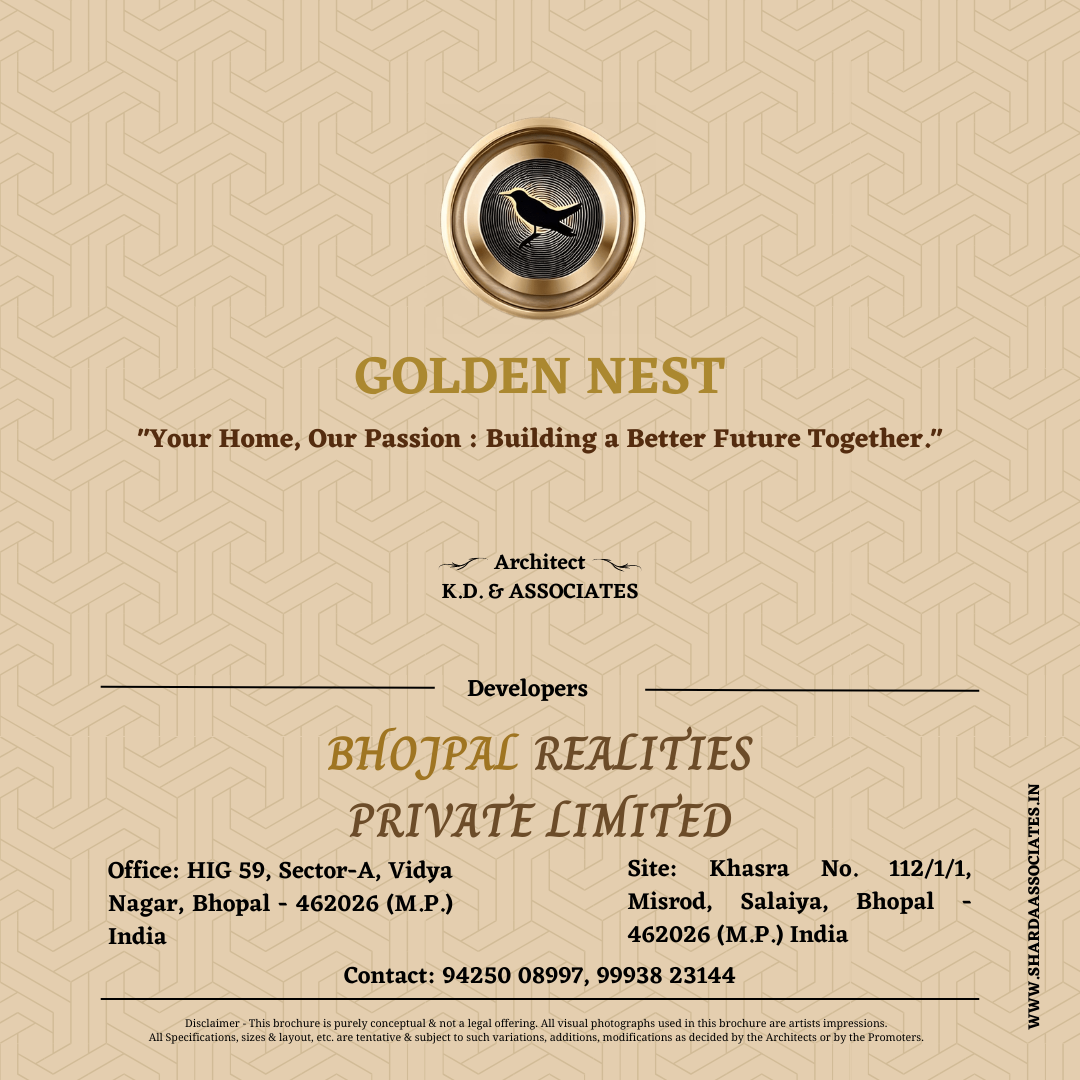 GOLDEN NEST
"Your Home, Our Passion : Building a Better Future Together."
Architect
K.D. & ASSOCIATES
Developers
BHOJPAL REALITIES
PRIVATE LIMITED
Office: HIG 59, Sector-A, Vidya
Nagar, Bhopal - 462026 (M.P.)
India
Site: Khasra No. 112/1/1,
Misrod, Salaiya, Bhopal -
462026 (M.P.) India
Contact: 94250 08997, 99938 23144
WWW.SHARDAASSOCIATES.IN
Disclaimer - This brochure is purely conceptual & not a legal offering. All visual photographs used in this brochure are artists impressions.
All Specifications, sizes & layout, etc. are tentative & subject to such variations, additions, modifications as decided by the Architects or by the Promoters.